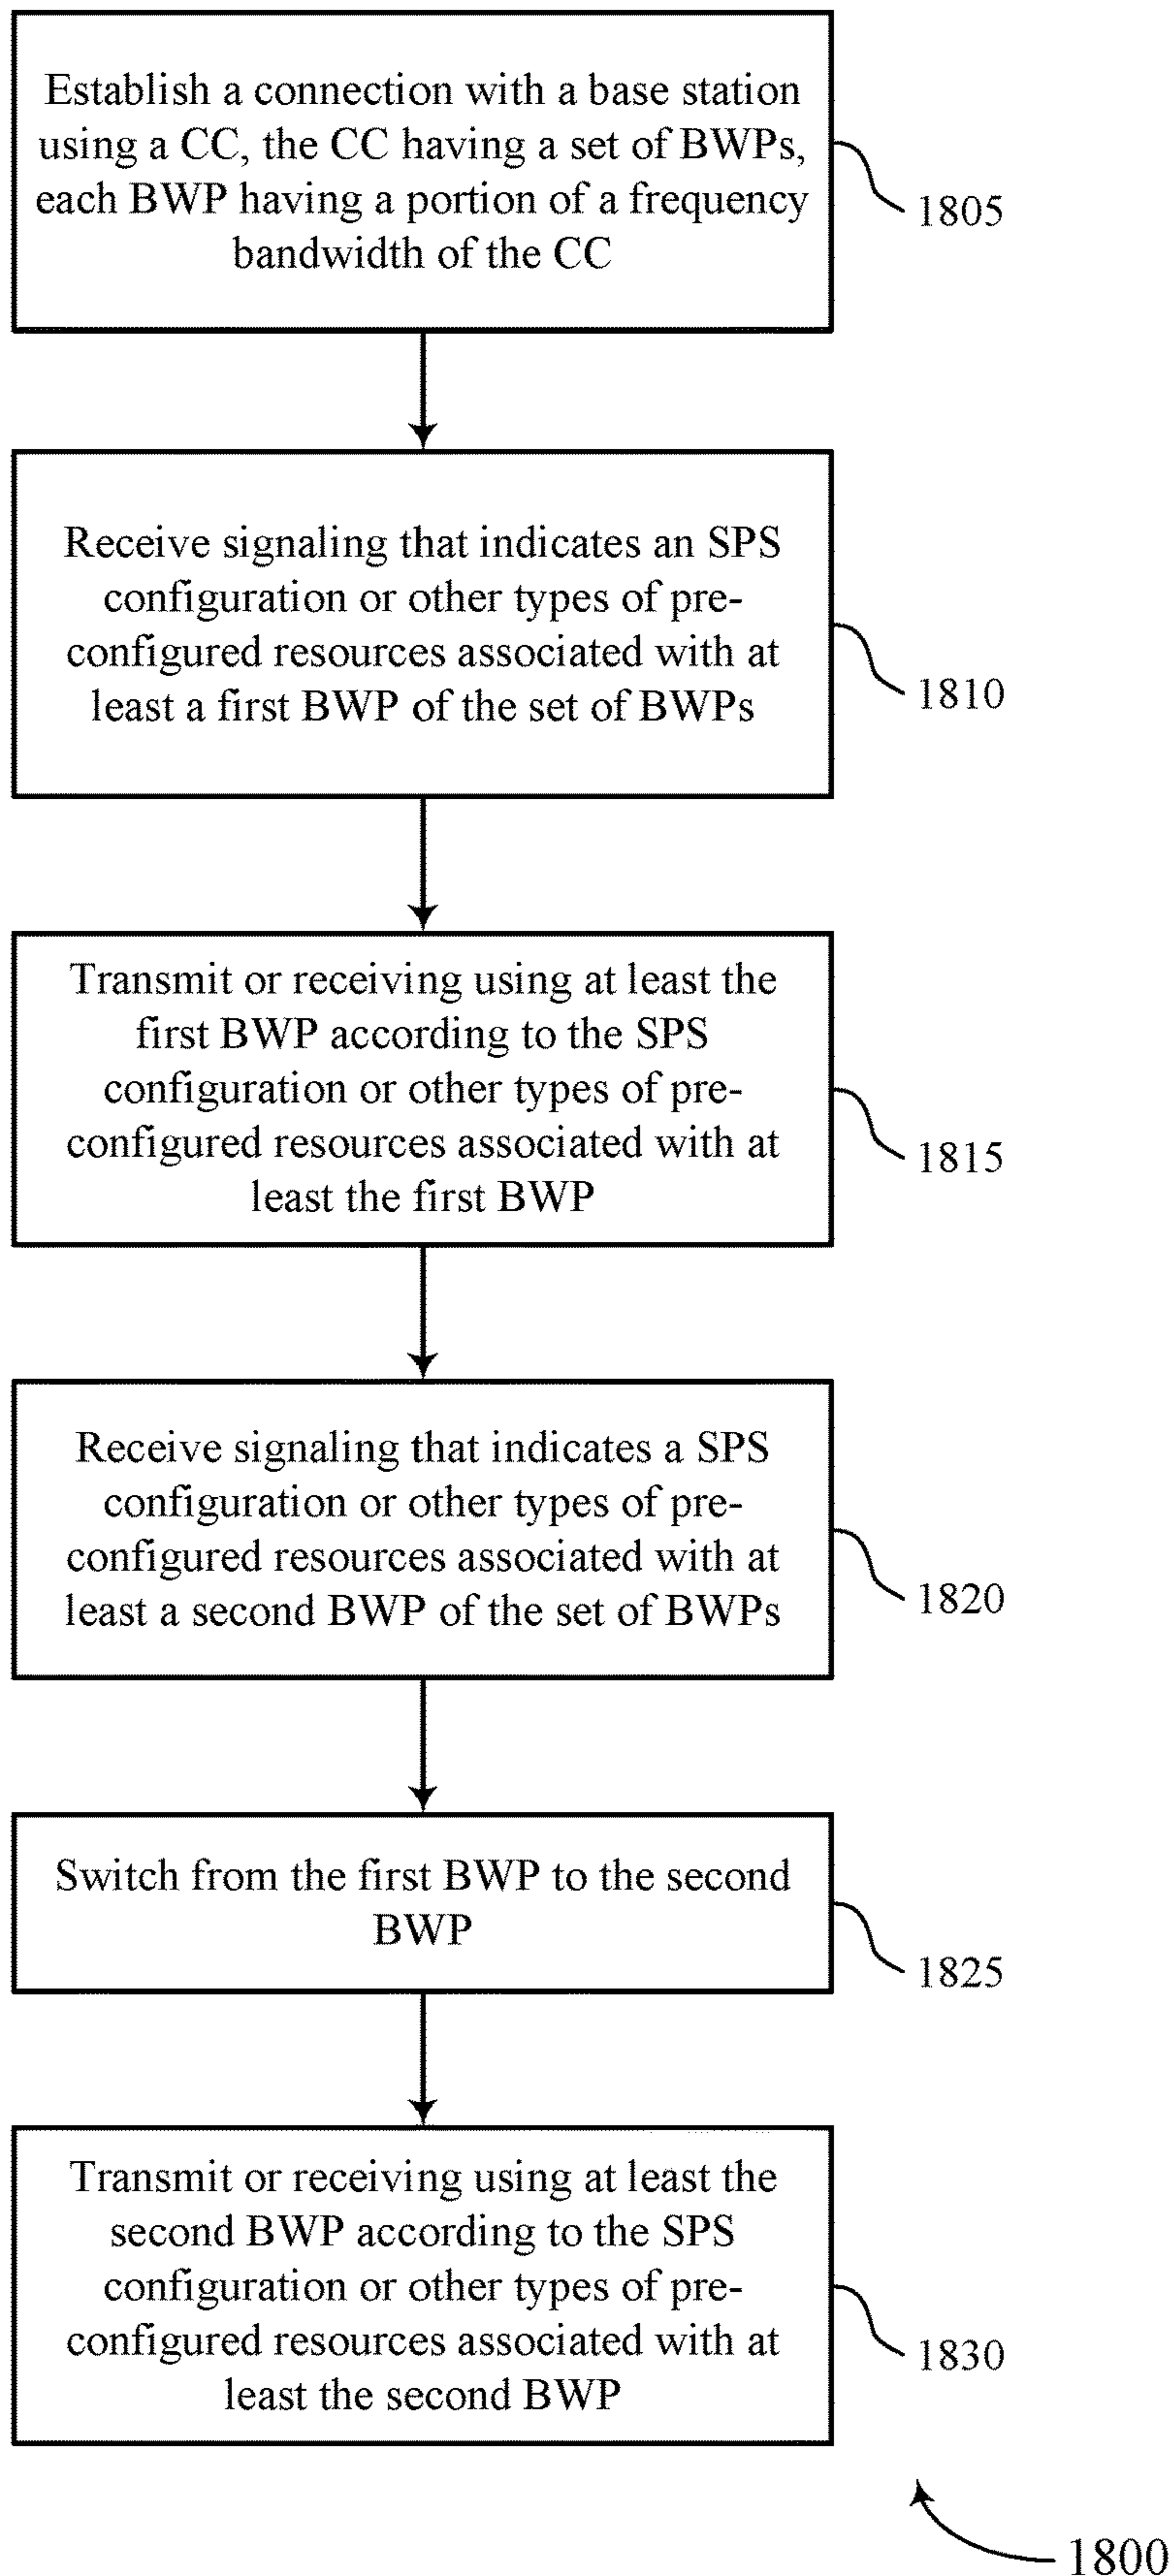 Establish a connection with a base station
using a CC, the CC having a set of BWPs,
each BWP having a portion of a frequency
bandwidth of the CC
1805
Receive signaling that indicates an SPS
configuration or other types of pre-
configured resources associated with at
least a first BWP of the set of BWPs
1810
Transmit or receiving using at least the
first BWP according to the SPS
configuration or other types of pre-
configured resources associated with at
least the first BWP
1815
Receive signaling that indicates a SPS
configuration or other types of pre-
configured resources associated with at
least a second BWP of the set of BWPs
1820
Switch from the first BWP to the second
BWP
1825
Transmit or receiving using at least the
second BWP according to the SPS
configuration or other types of pre-
configured resources associated with at
least the second BWP
1830
1800